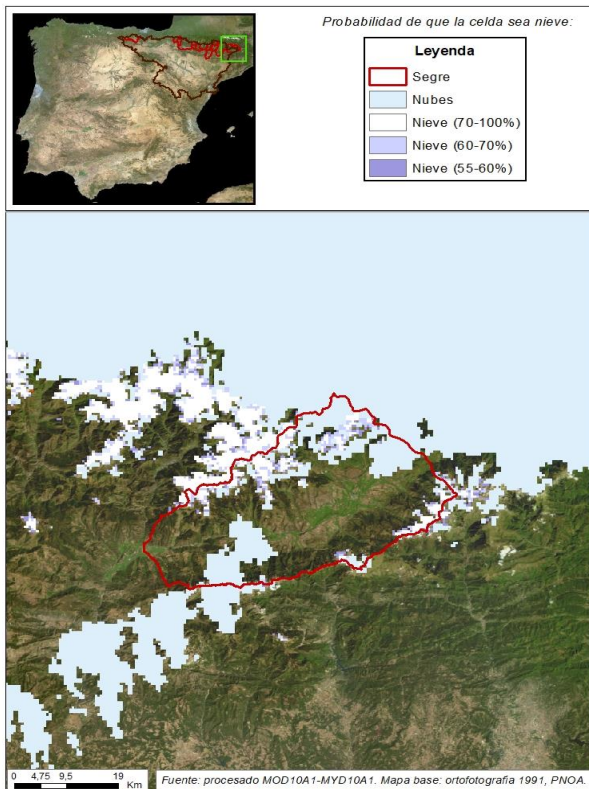 Probabilidad de que la celda sea nieve:
Leyenda
Segre
Nubes
Nieve (70-100%)
Nieve (60-70%)
Nieve (55-60%)
0 4,75 9,5 19
Km
Fuente: procesado MOD10A1-MYD10A1. Mapa base: ortofotografia 1991, PNOA.